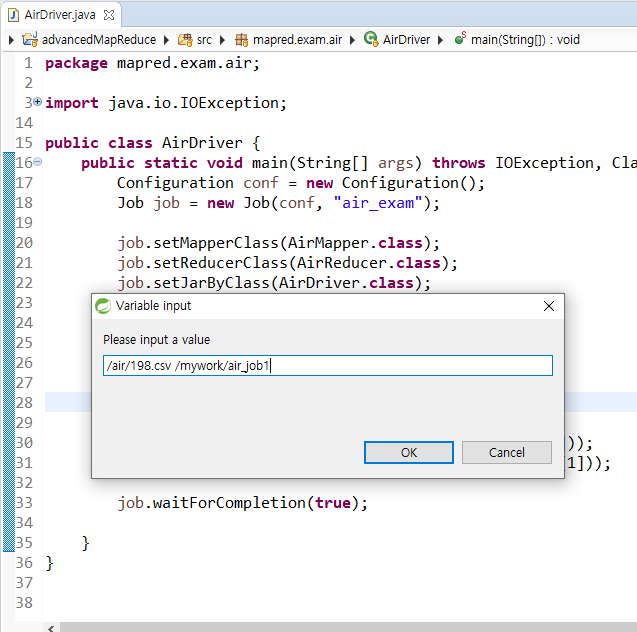 AirDriver.java
advancedMapReduce src mapred.exam.air AirDriver main(String[]) : void
1 package mapred.exam.air;
2
3 import java.io.IOException;
14
15 public class AirDriver {
16 public static void main(String[] args) throws IOException, Cla
17 Configuration conf = new Configuration();
18 Job job = new Job(conf, "air_exam");
19
20 job.setMapperClass(AirMapper.class);
21 job.setReducerClass(AirReducer.class);
22 job.setJarByClass(AirDriver.class);
23
Variable input
24
25
Please input a value
26
/air/198.csv /mywork/air_job1
27
28
29
30 ));
OK Cancel
31 1]));
32
33 job.waitForCompletion(true);
34
35 }
36 }
37
38